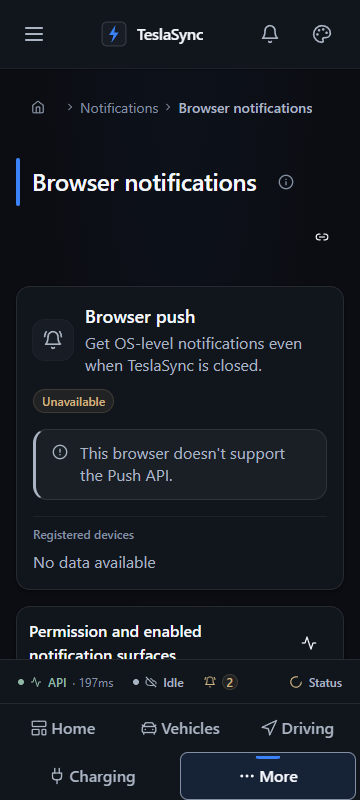 TeslaSync
Notifications
Browser notifications
Browser notifications
Browser push
Get OS-level notifications even
when TeslaSync is closed.
Unavailable
This browser doesn't support
the Push API.
Registered devices
No data available
Permission and enabled
notification surfaces
API · 197ms
Idle
2
Status
Home
Vehicles
Driving
Charging
More